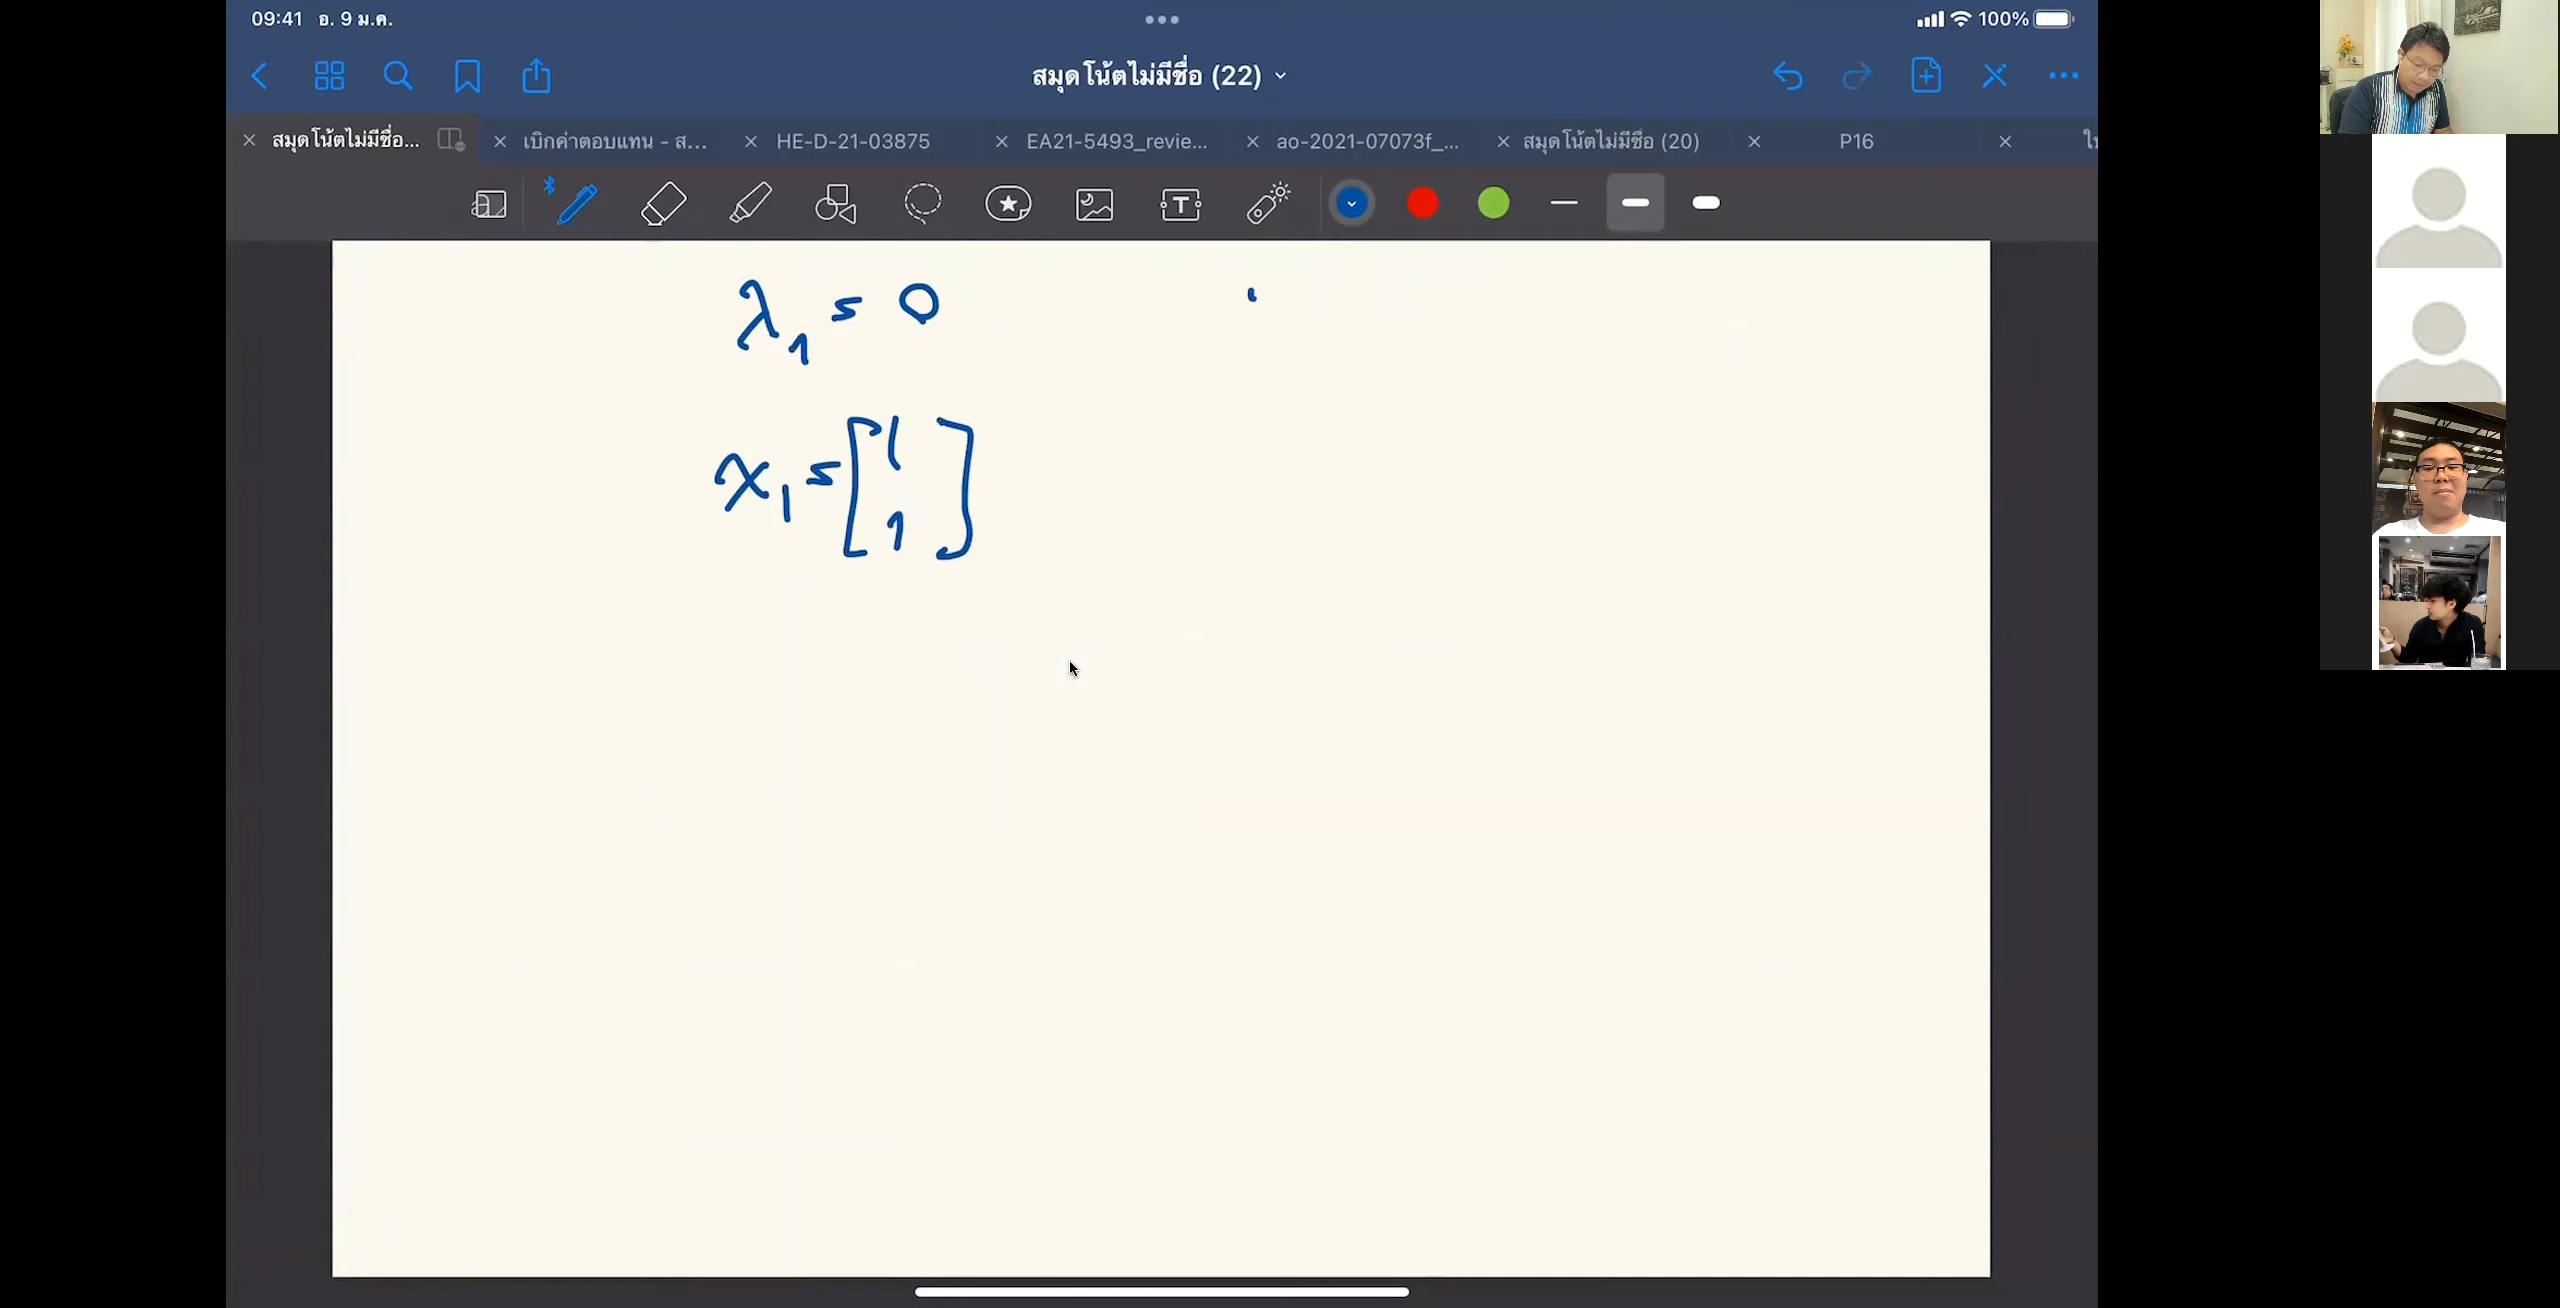 09:41 อ. 9 ม.ค.
100%
สมุดโน้ตไม่มีชื่อ (22)
สมุดโน้ตไม่มีชื่อ...
เบิกค่าตอบแทน - ส...
HE-D-21-03875
EA21-5493_revie...
ao-2021-07073f_...
สมุดโน้ตไม่มีชื่อ (20)
P16
λ₁ = 0
x₁ = [1
1]